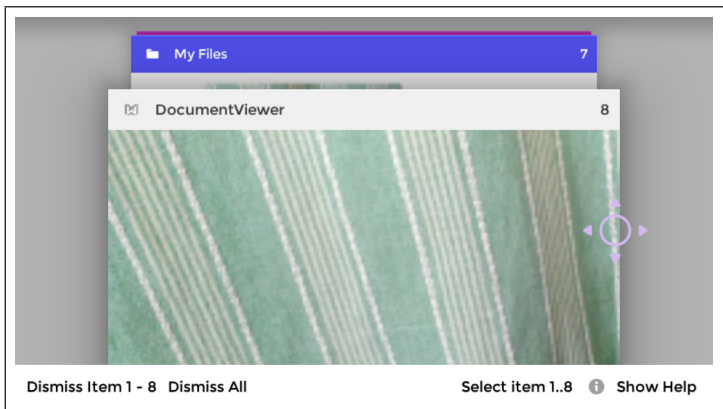 My Files 7
DocumentViewer 8
Dismiss Item 1 - 8 Dismiss All Select item 1..8 Show Help